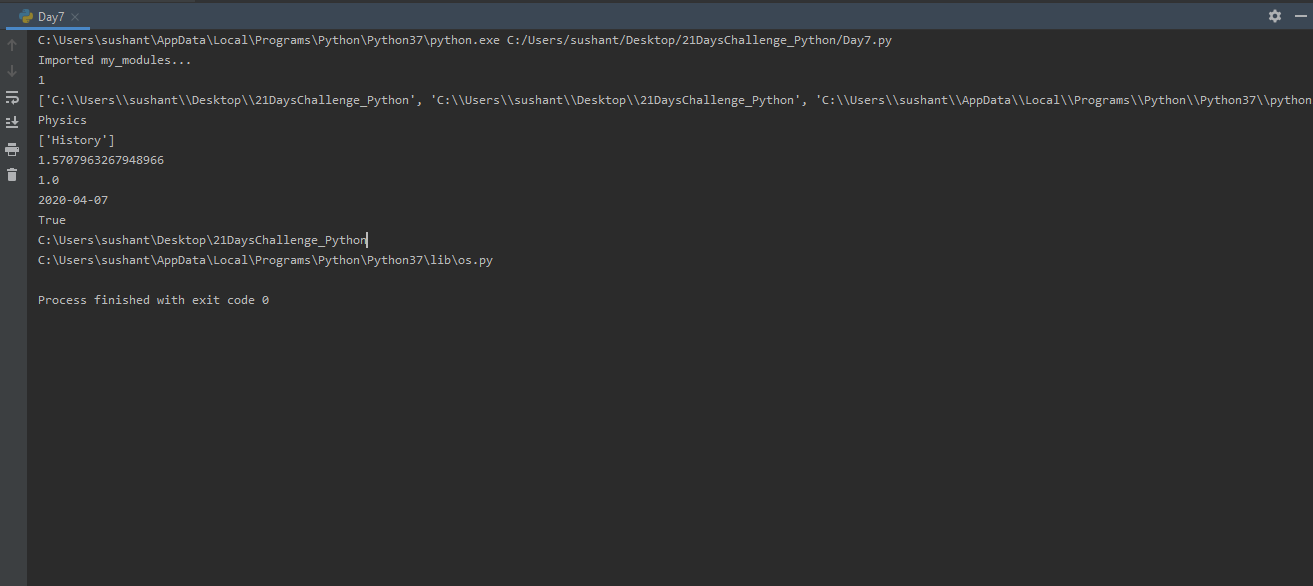 Day7
C:\Users\sushant\AppData\Local\Programs\Python\Python37\python.exe C:/Users/sushant/Desktop/21DaysChallenge_Python/Day7.py
Imported my_modules...
1
['C:\\Users\\sushant\\Desktop\\21DaysChallenge_Python', 'C:\\Users\\sushant\\Desktop\\21DaysChallenge_Python', 'C:\\Users\\sushant\\AppData\\Local\\Programs\\Python\\Python37\\python
Physics
['History']
1.5707963267948966
1.0
2020-04-07
True
C:\Users\sushant\Desktop\21DaysChallenge_Python
C:\Users\sushant\AppData\Local\Programs\Python\Python37\lib\os.py
Process finished with exit code 0